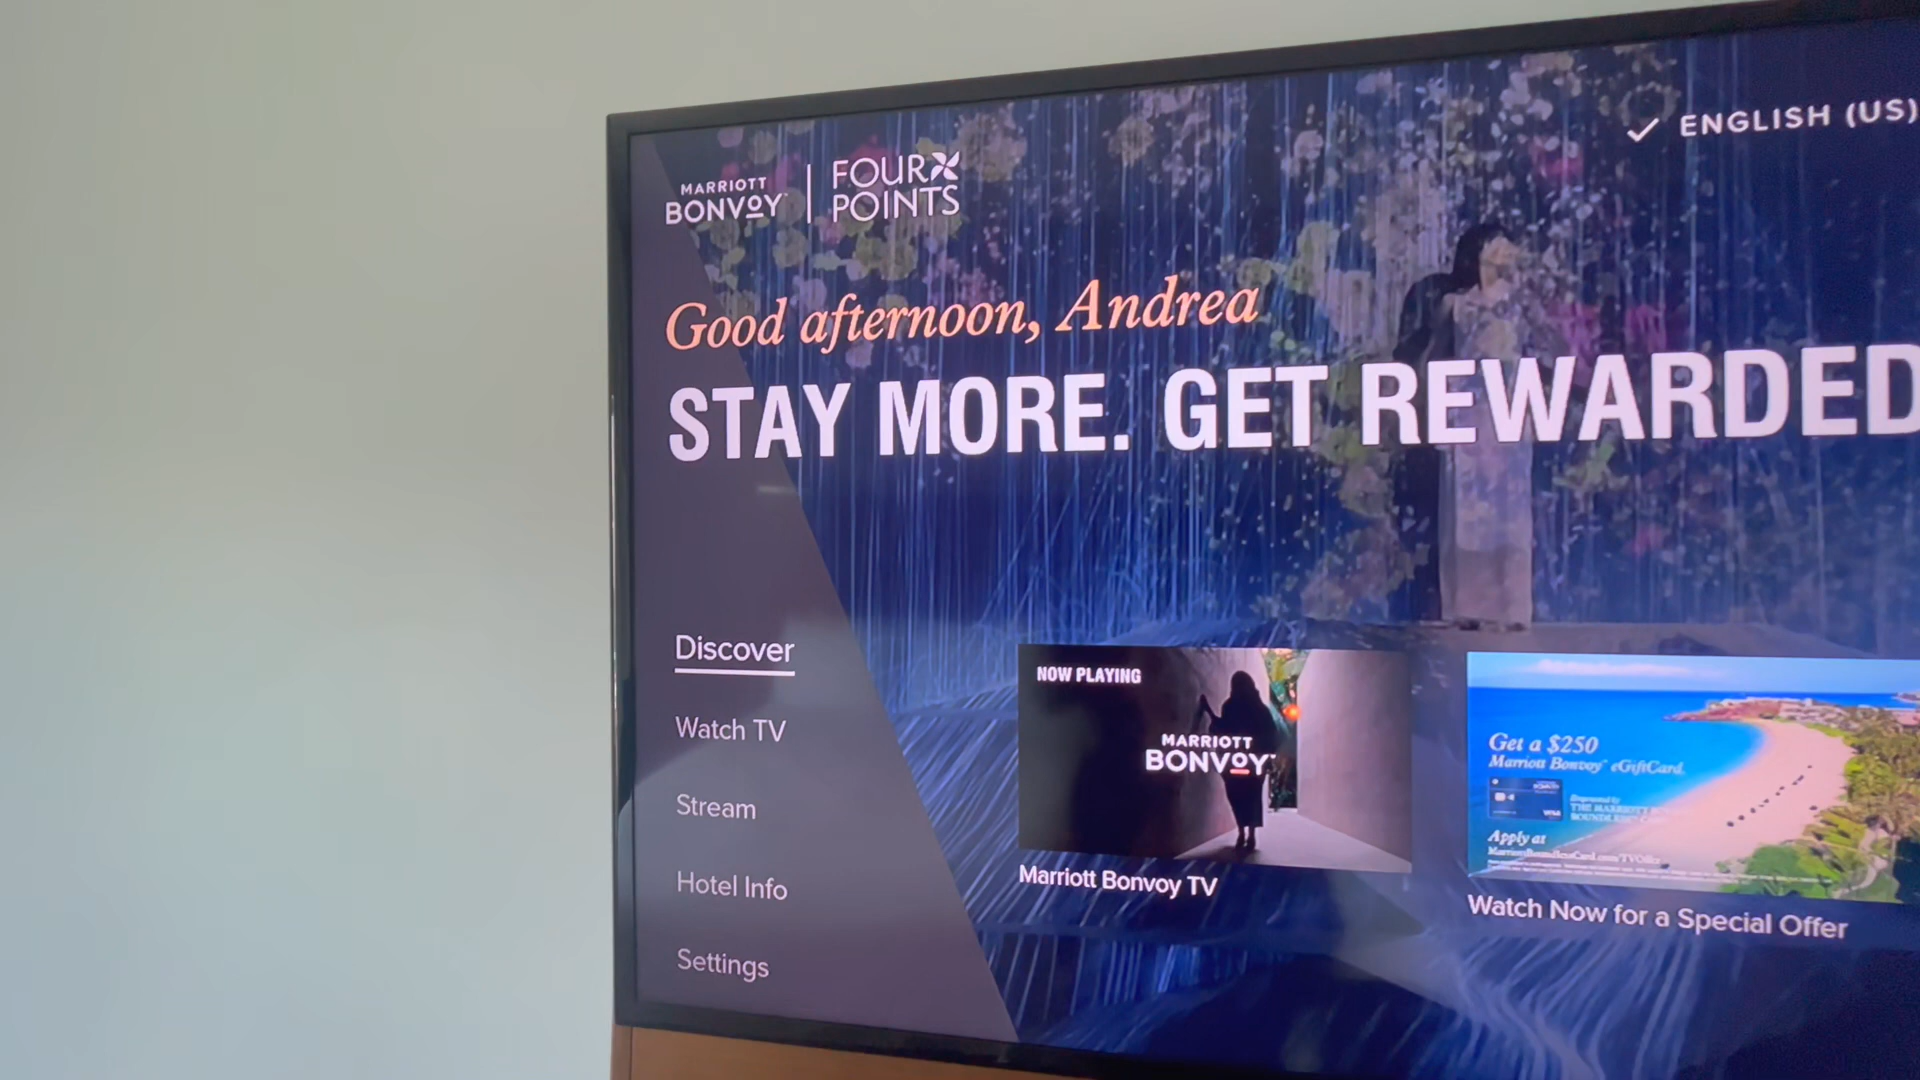 ENGLISH (US)
MARRIOTT
BONVOY
FOUR
POINTS
Good afternoon, Andrea
STAY MORE. GET REWARDED
Discover
Watch TV
Stream
Hotel Info
Settings
NOW PLAYING
MARRIOTT
BONVOY
Marriott Bonvoy TV
Get a $250
Marriott Bonvoy eGiftCard.
Apply at
Watch Now for a Special Offer